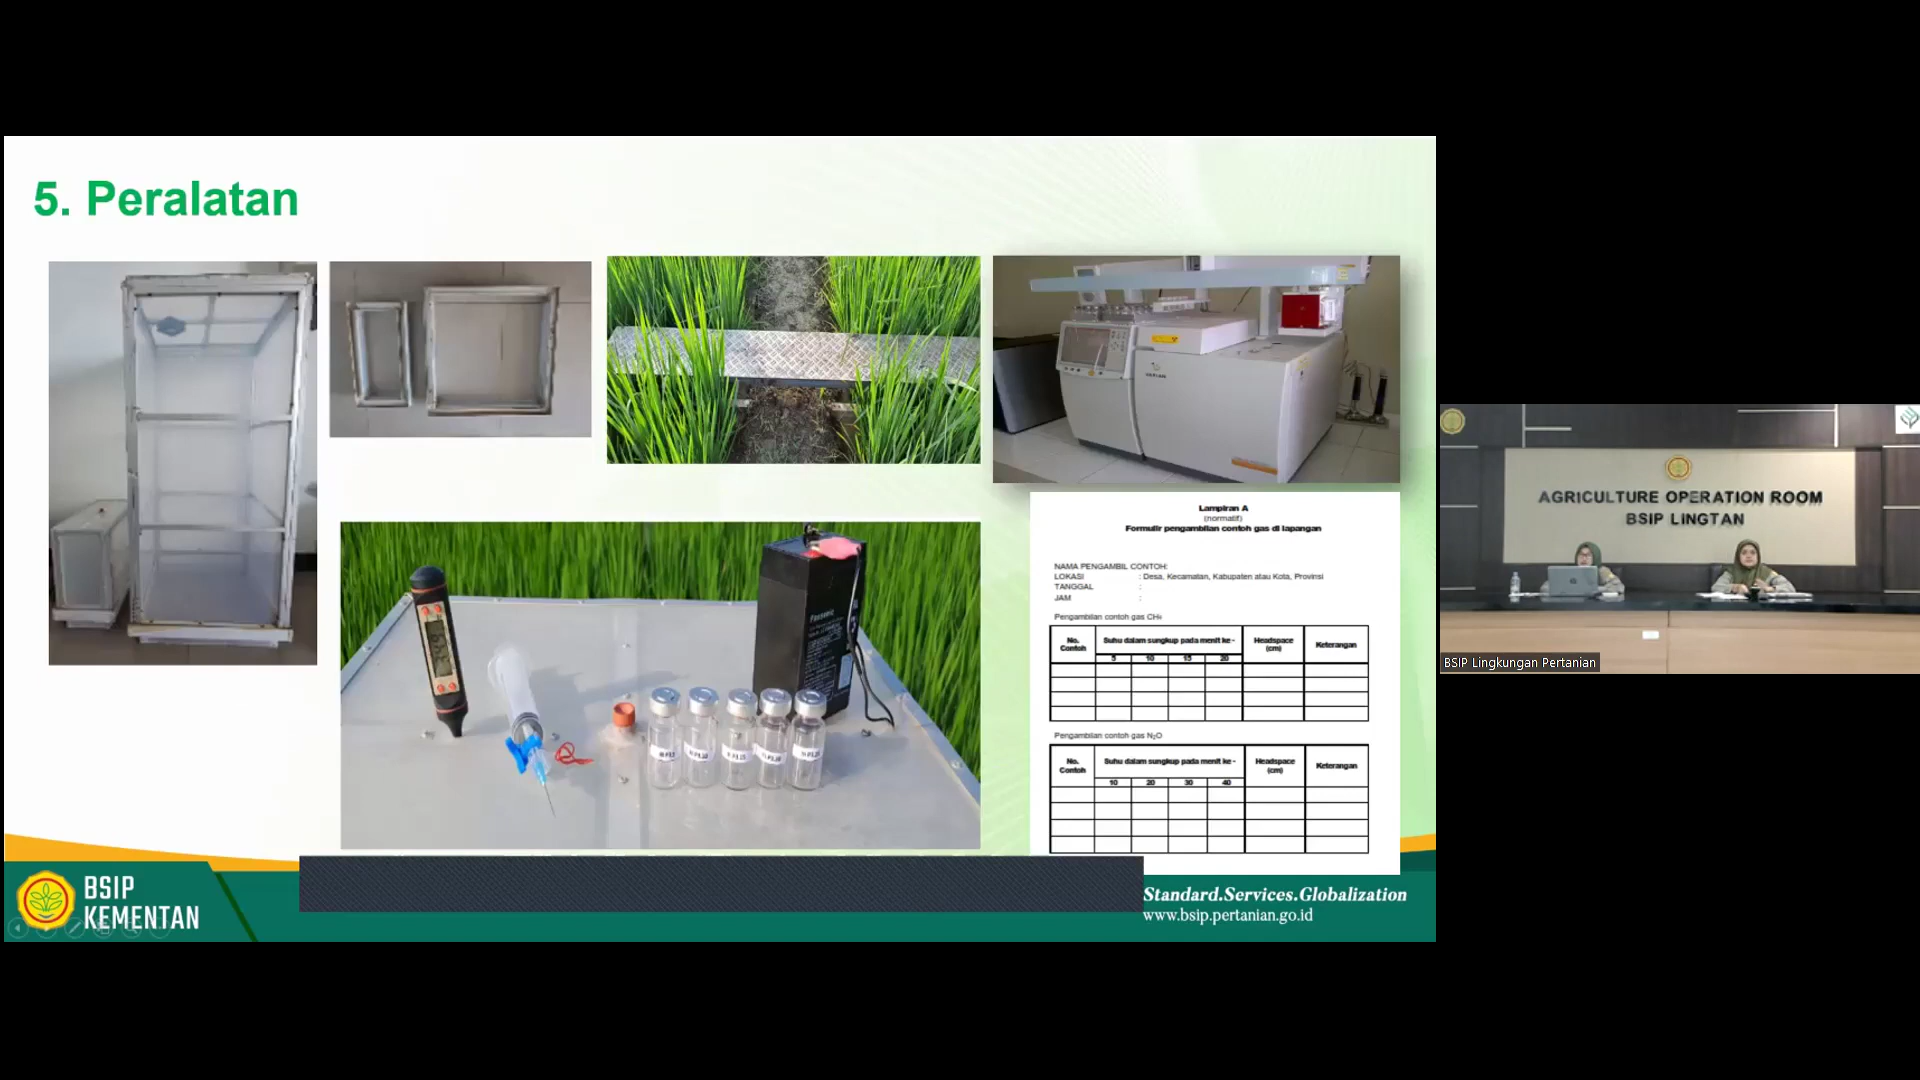 5. Peralatan
Lampiran A
(normatif)
Formulir pengambilan contoh gas di lapangan
NAMA PENGAMBIL CONTOH:
LOKASI : Desa, Kecamatan, Kabupaten atau Kota, Provinsi
TANGGAL :
JAM :
Pengambilan contoh gas CH₄
No. Contoh Suhu dalam sungkup pada menit ke - Headspace (cm) Keterangan
5 10 15 20
Pengambilan contoh gas N₂O
No. Contoh Suhu dalam sungkup pada menit ke - Headspace (cm) Keterangan
10 20 30 40
Panasonic
VARIAN
BSIP
KEMENTAN
Standard.Services.Globalization
www.bsip.pertanian.go.id
AGRICULTURE OPERATION ROOM
BSIP LINGTAN
BSIP Lingkungan Pertanian